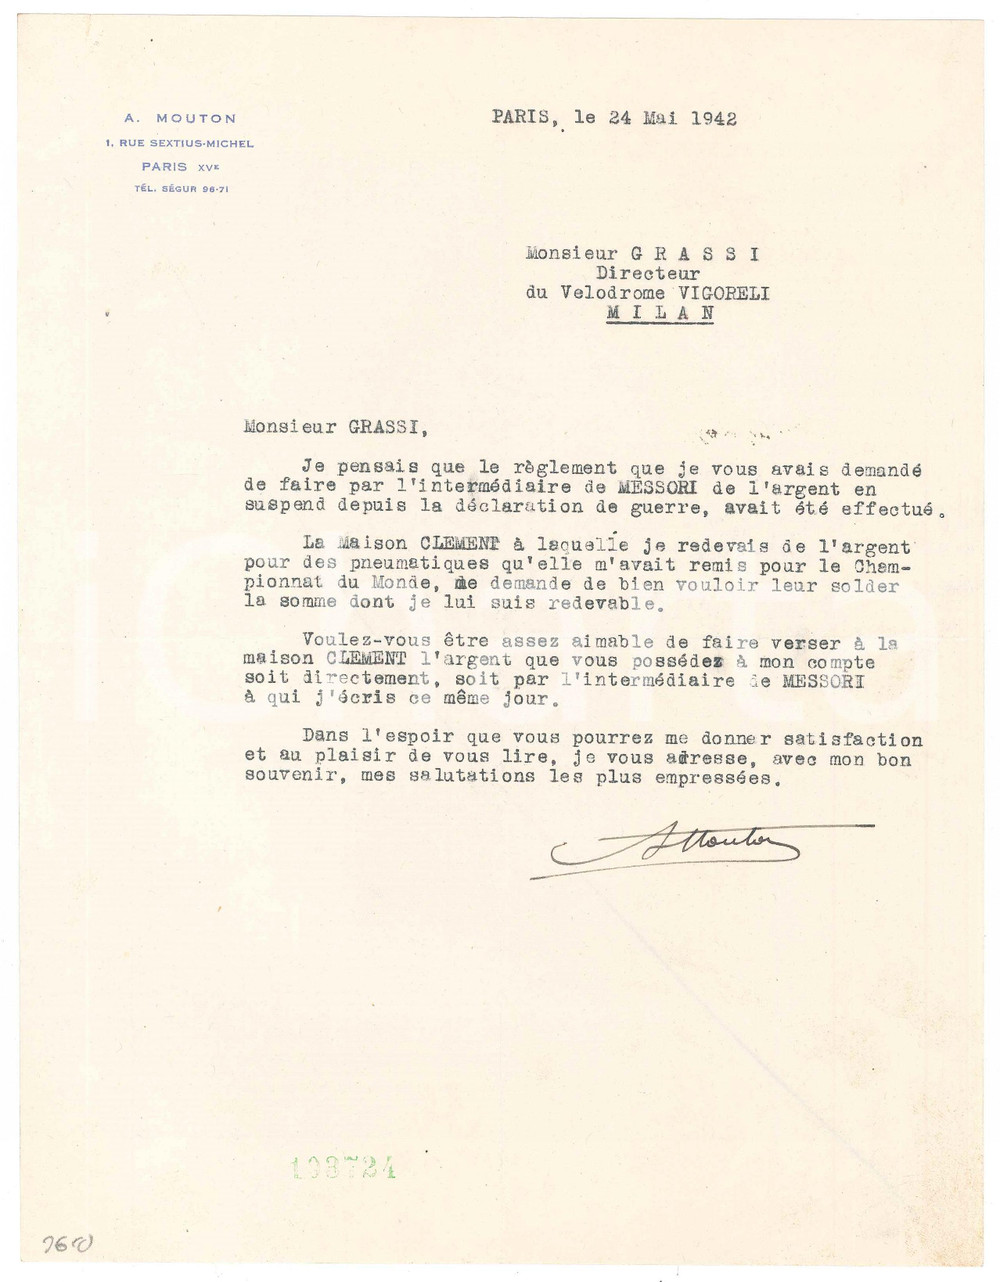 A. MOUTON
1, RUE SEXTIUS-MICHEL
PARIS XVE
TÉL. SÉGUR 96-71
PARIS, le 24 Mai 1942
Monsieur G R A S S I
Directeur
du Velodrome VIGORELI
M I L A N
Monsieur GRASSI,
Je pensais que le règlement que je vous avais demandé
de faire par l'intermédiaire de MESSORI de l'argent en
suspend depuis la déclaration de guerre, avait été effectué.
La Maison CLEMENT à laquelle je redevais de l'argent
pour des pneumatiques qu'elle m'avait remis pour le Cham-
pionnat du Monde, me demande de bien vouloir leur solder
la somme dont je lui suis redevable.
Voulez-vous être assez aimable de faire verser à la
maison CLEMENT l'argent que vous possédez à mon compte
soit directement, soit par l'intermédiaire de MESSORI
à qui j'écris ce même jour.
Dans l'espoir que vous pourrez me donner satisfaction
et au plaisir de vous lire, je vous adresse, avec mon bon
souvenir, mes salutations les plus empressées.
A Mouton
198724